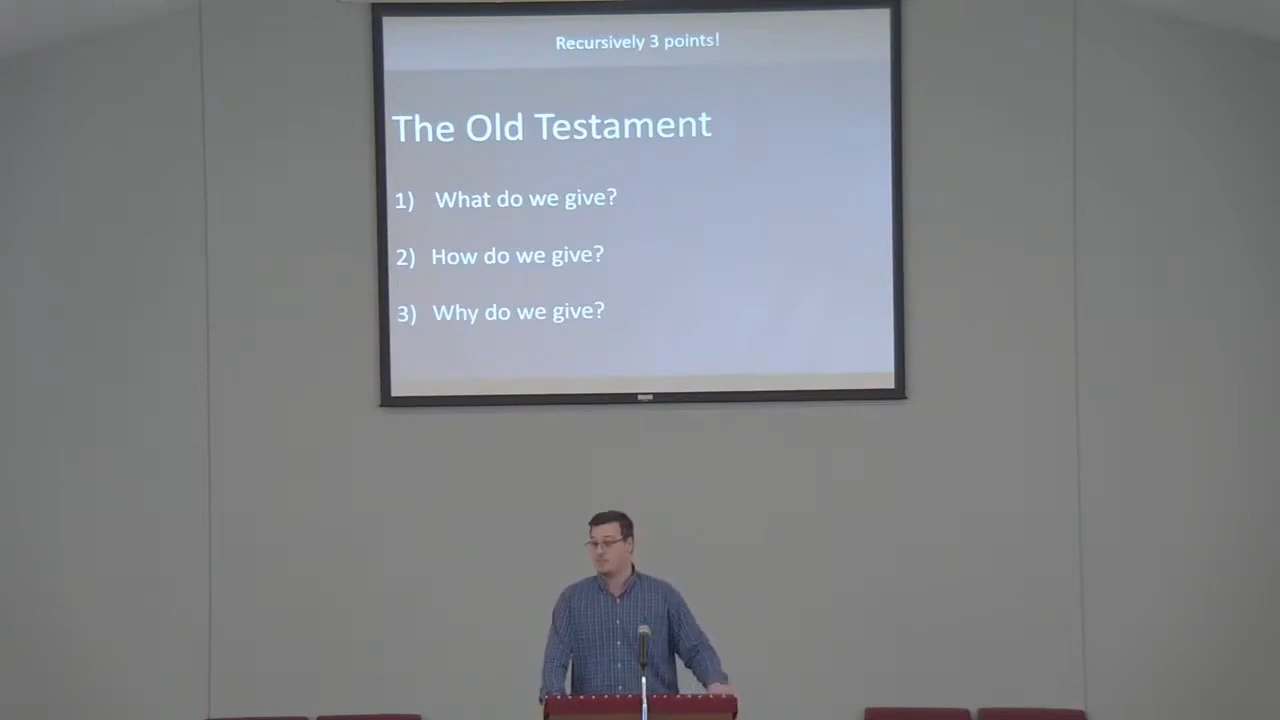 Recursively 3 points!
The Old Testament
1) What do we give?
2) How do we give?
3) Why do we give?